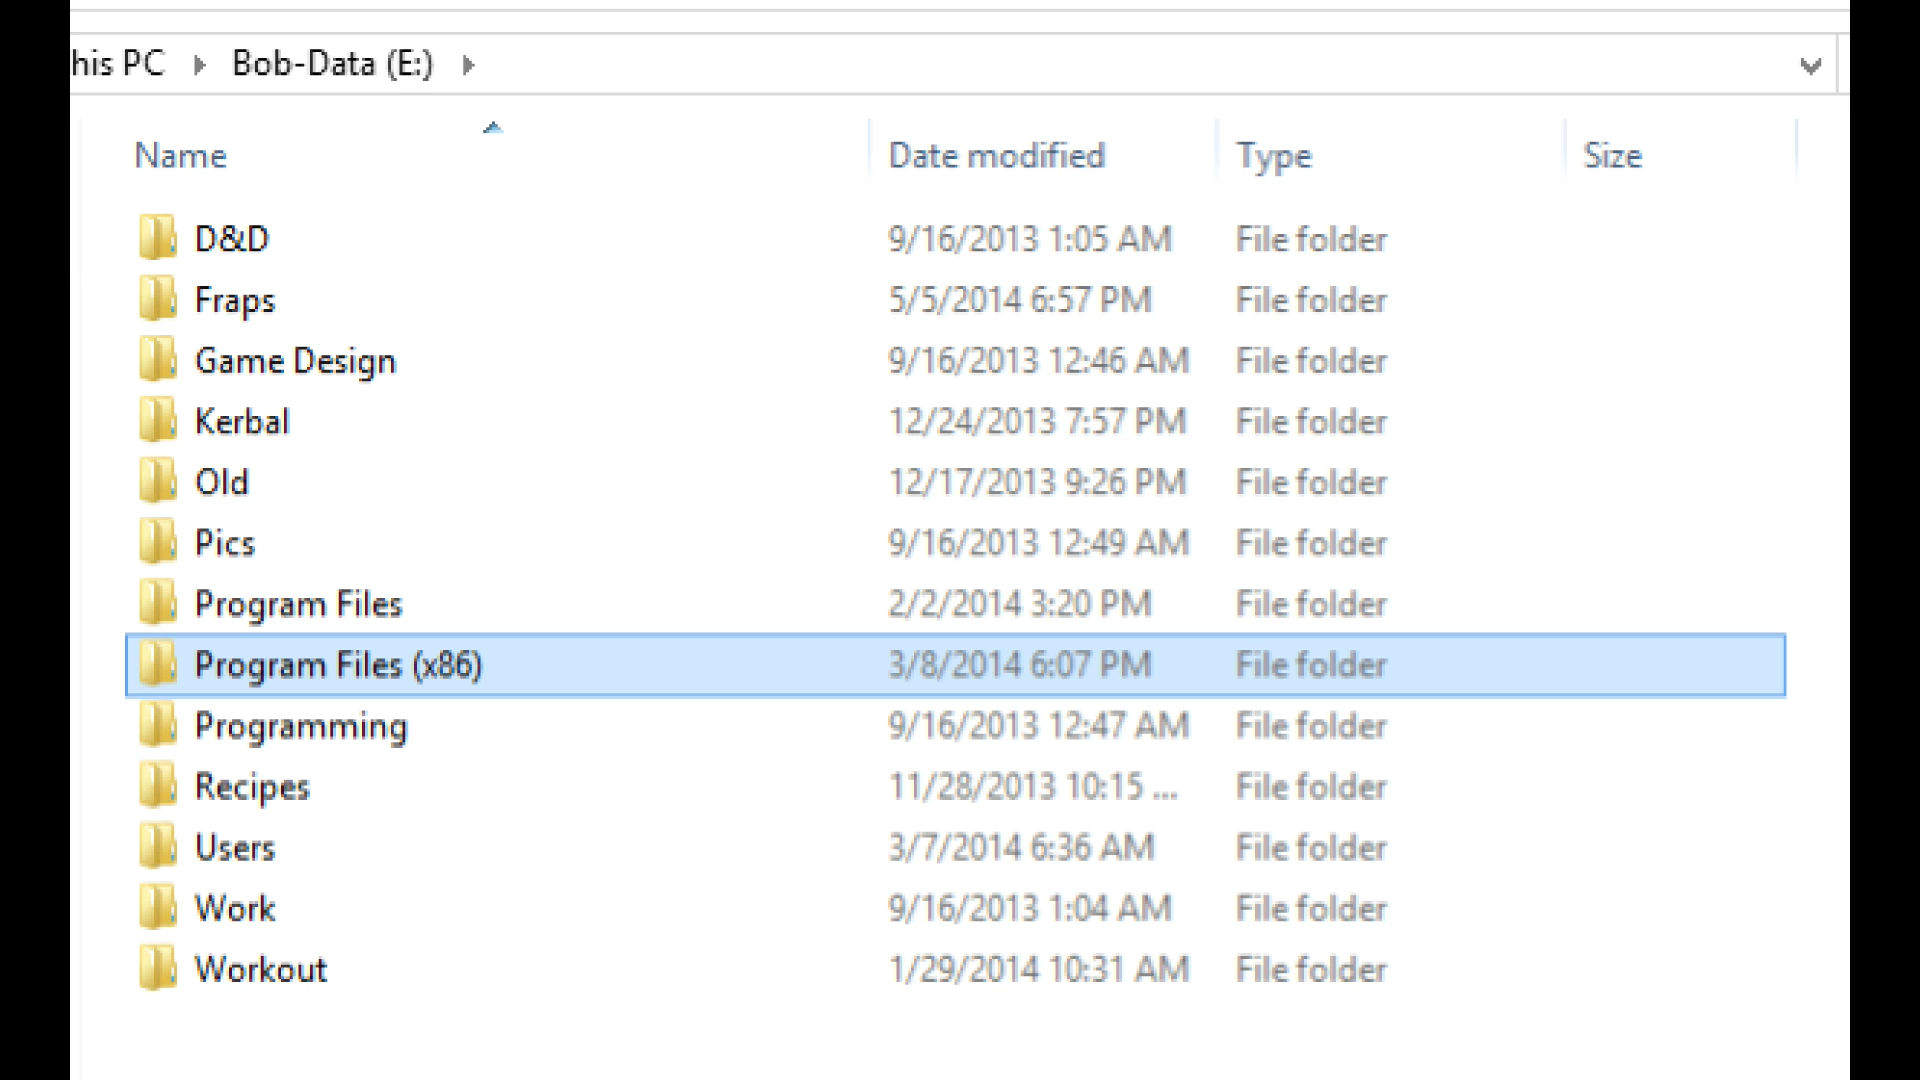 his PC Bob-Data (E:)
Name Date modified Type Size
D&D 9/16/2013 1:05 AM File folder
Fraps 5/5/2014 6:57 PM File folder
Game Design 9/16/2013 12:46 AM File folder
Kerbal 12/24/2013 7:57 PM File folder
Old 12/17/2013 9:26 PM File folder
Pics 9/16/2013 12:49 AM File folder
Program Files 2/2/2014 3:20 PM File folder
Program Files (x86) 3/8/2014 6:07 PM File folder
Programming 9/16/2013 12:47 AM File folder
Recipes 11/28/2013 10:15 ... File folder
Users 3/7/2014 6:36 AM File folder
Work 9/16/2013 1:04 AM File folder
Workout 1/29/2014 10:31 AM File folder